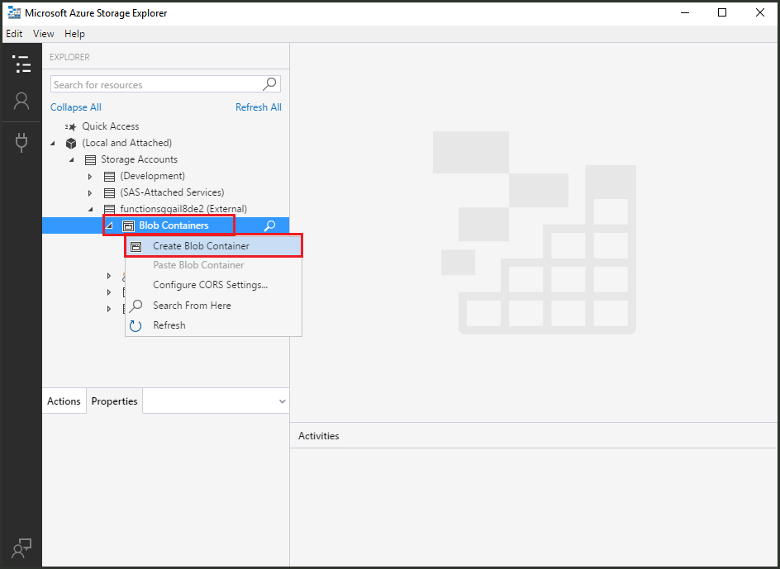 Microsoft Azure Storage Explorer
Edit View Help
EXPLORER
Search for resources
Collapse All Refresh All
Quick Access
(Local and Attached)
Storage Accounts
(Development)
(SAS-Attached Services)
functionsggail8de2 (External)
Blob Containers
Create Blob Container
Paste Blob Container
Configure CORS Settings...
Search From Here
Refresh
Actions Properties
Activities